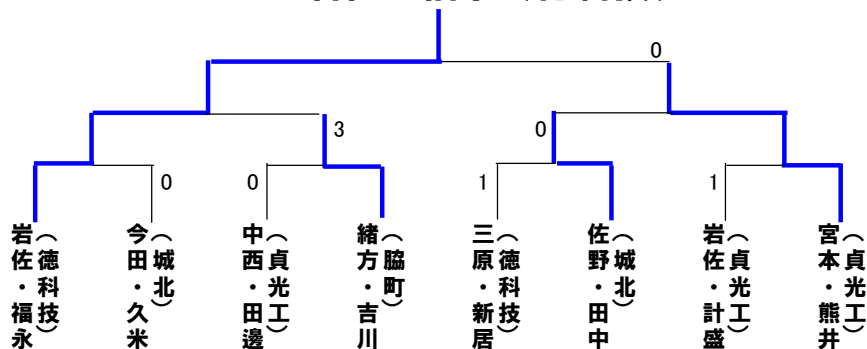 0
3
0
0
0
1
1
岩佐・福永
（徳科技）
今田・久米
（城北）
中西・田邊
（貞光工）
緒方・吉川
（脇町）
三原・新居
（徳科技）
佐野・田中
（城北）
岩佐・計盛
（貞光工）
宮本・熊井
（貞光工）